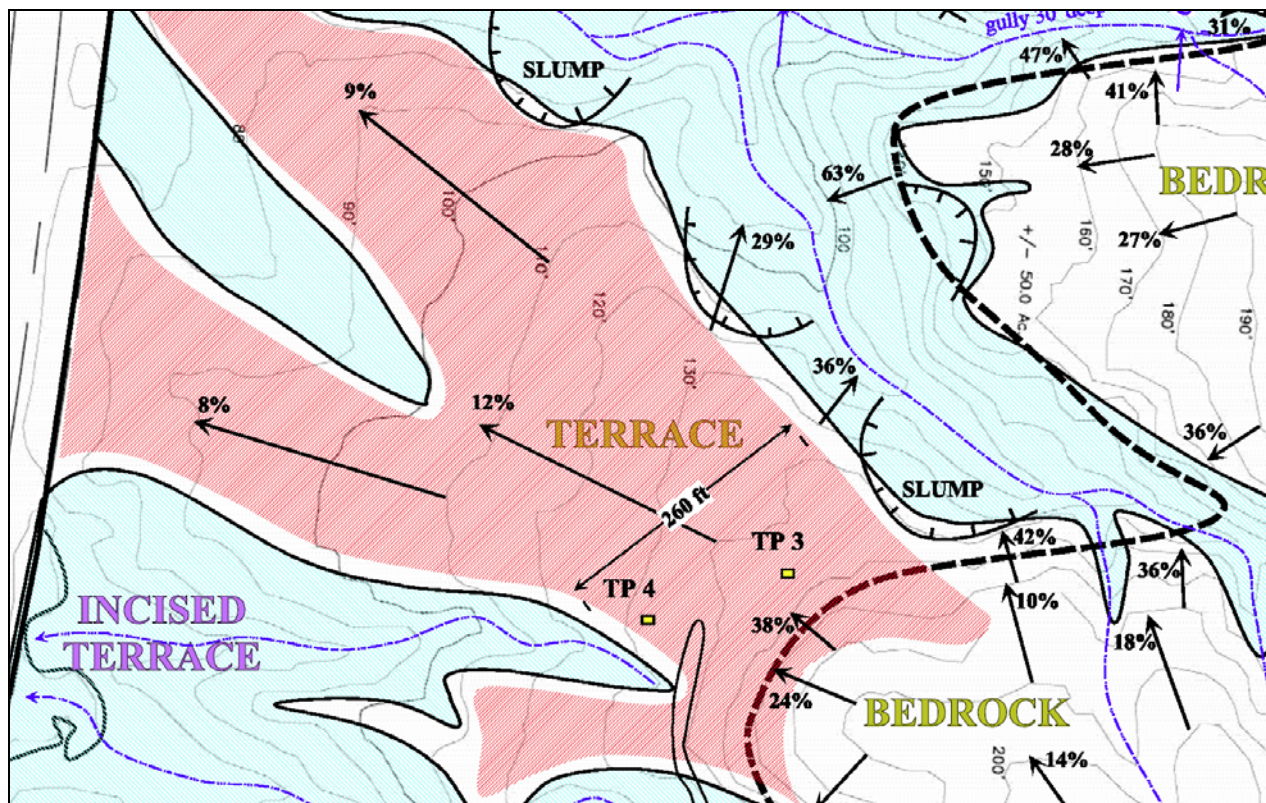 gully 30' deep
31%
SLUMP
47%
9%
41%
80
28%
150'
63%
BEDR
90'
100'
29%
100
+/- 50.0 Ac.
160'
27%
110'
170'
120'
180'
190'
130'
36%
8%
12%
TERRACE
36%
260 ft
SLUMP
TP 3
42%
36%
TP 4
10%
INCISED
TERRACE
38%
18%
24%
BEDROCK
200'
14%